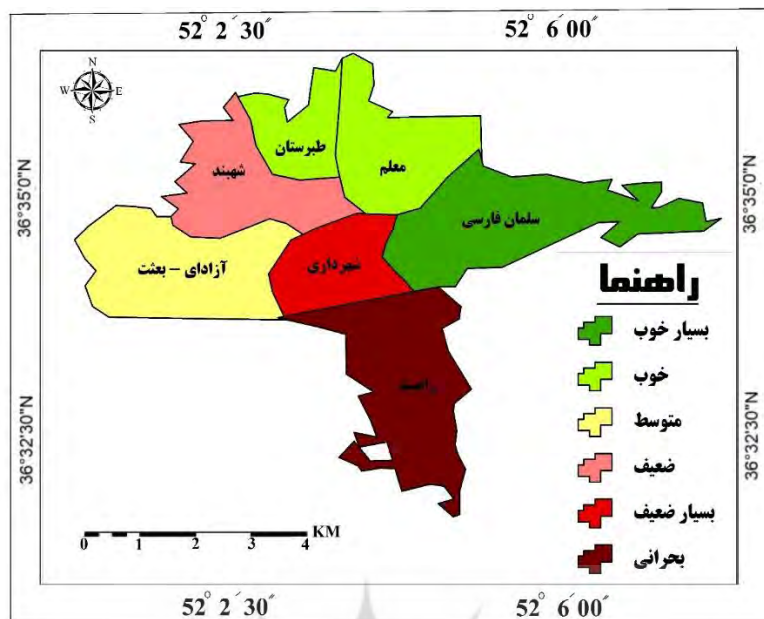 52° 2´ 30˝
52° 6´ 00˝
N
W E
S
36°35'0"N
36°35'0"N
طبرستان
معلم
شهبند
سلمان فارسی
آزادای - بعثت
شهرداری
راهنما
بسیار خوب
خوب
متوسط
ضعیف
بسیار ضعیف
بحرانی
36°32'30"N
36°32'30"N
KM
0 1 2 3 4
52° 2´ 30˝
52° 6´ 00˝